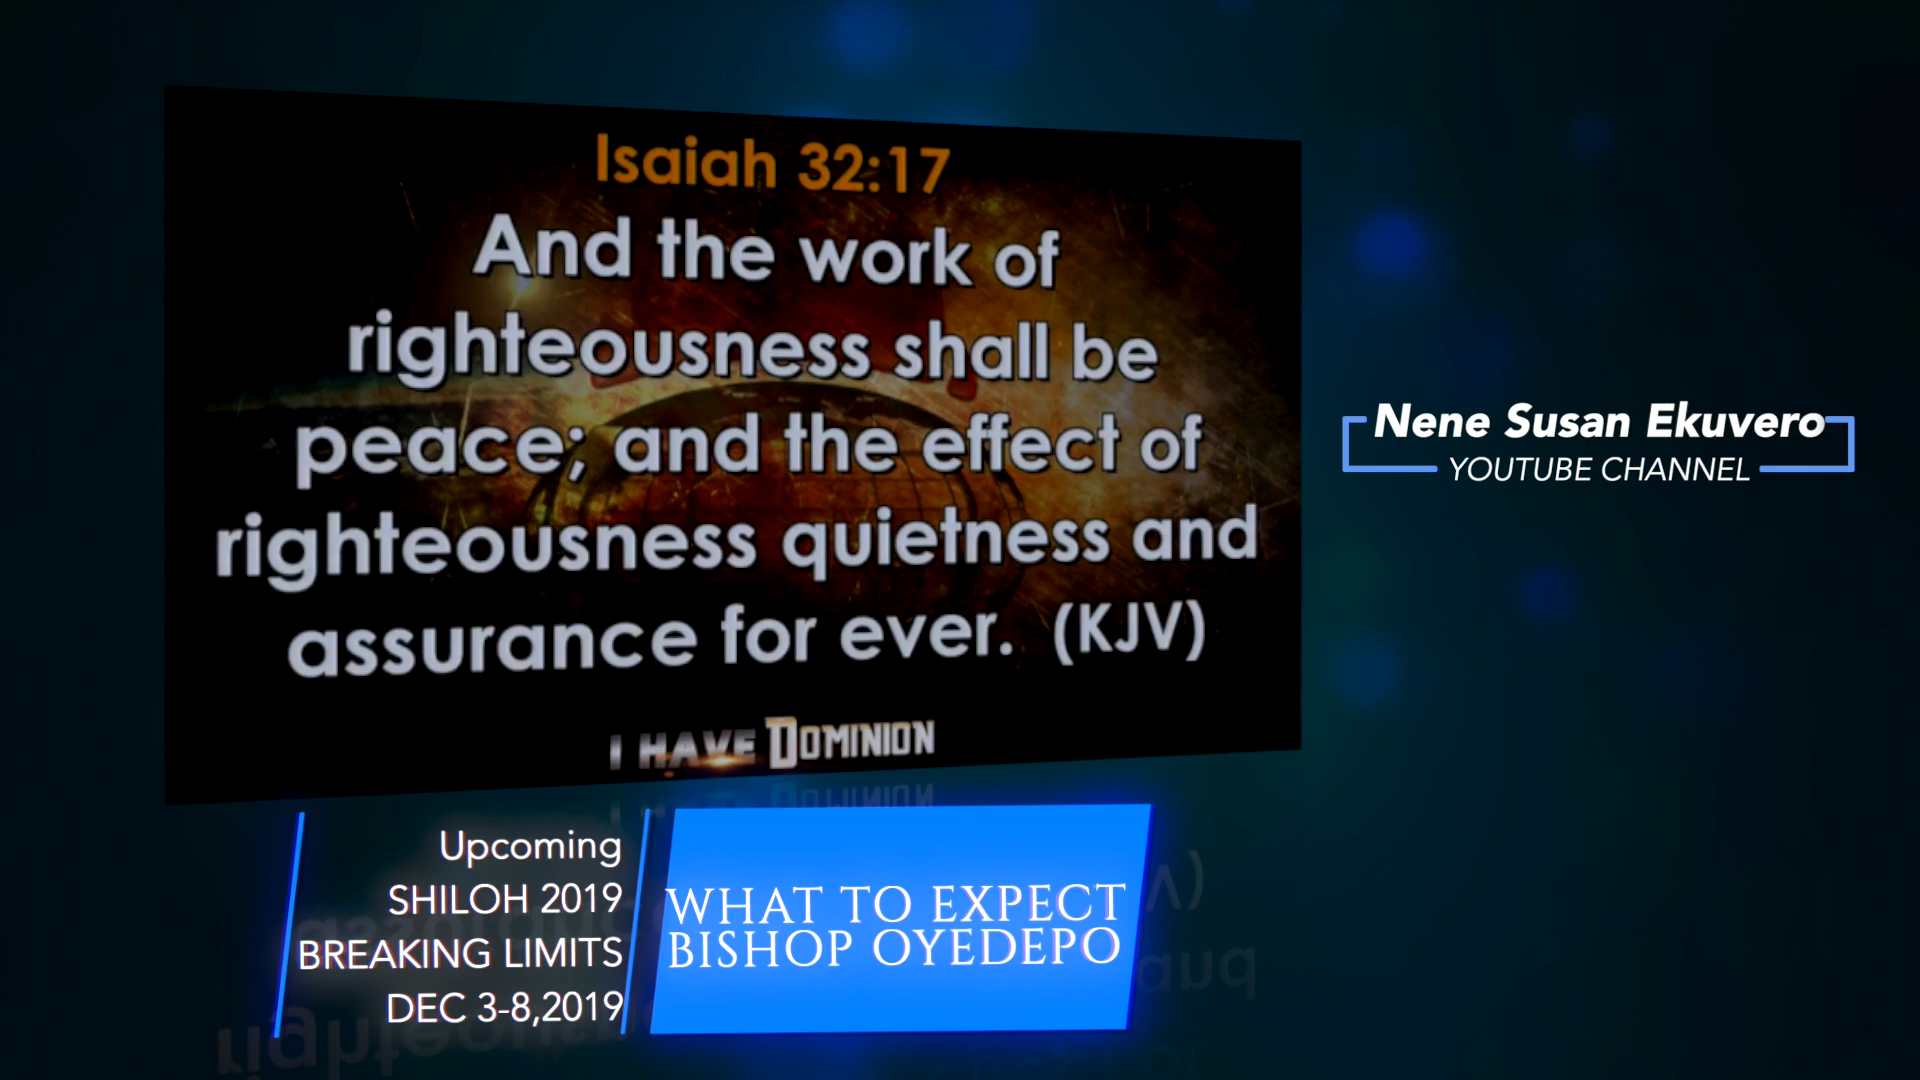 Isaiah 32:17
And the work of
righteousness shall be
peace; and the effect of
righteousness quietness and
assurance for ever. (KJV)
I HAVE DOMINION
Nene Susan Ekuvero
YOUTUBE CHANNEL
Upcoming
SHILOH 2019
BREAKING LIMITS
DEC 3-8,2019
WHAT TO EXPECT
BISHOP OYEDEPO